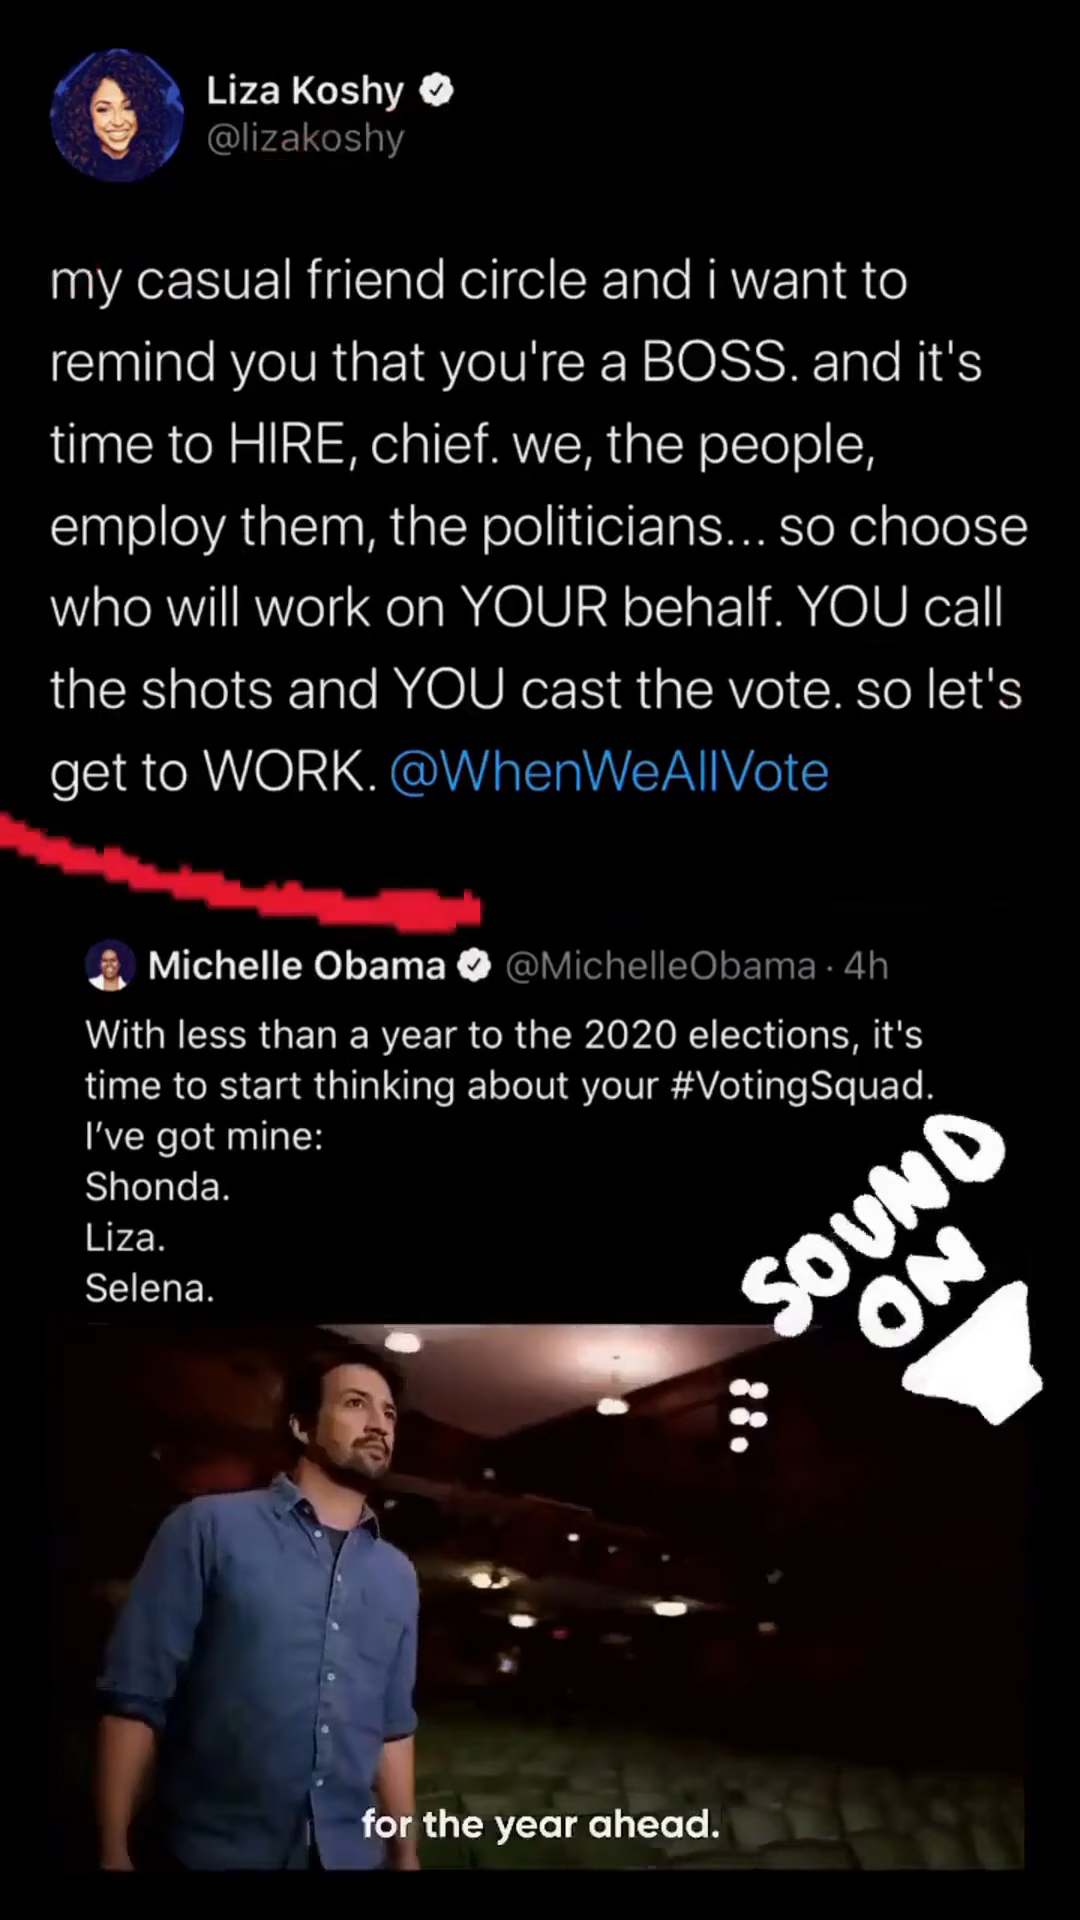 Liza Koshy
@lizakoshy
my casual friend circle and i want to
remind you that you're a BOSS. and it's
time to HIRE, chief. we, the people,
employ them, the politicians... so choose
who will work on YOUR behalf. YOU call
the shots and YOU cast the vote. so let's
get to WORK. @WhenWeAllVote
Michelle Obama @MichelleObama · 4h
With less than a year to the 2020 elections, it's
time to start thinking about your #VotingSquad.
I’ve got mine:
Shonda.
Liza.
Selena.
SOUND
ON
for the year ahead.